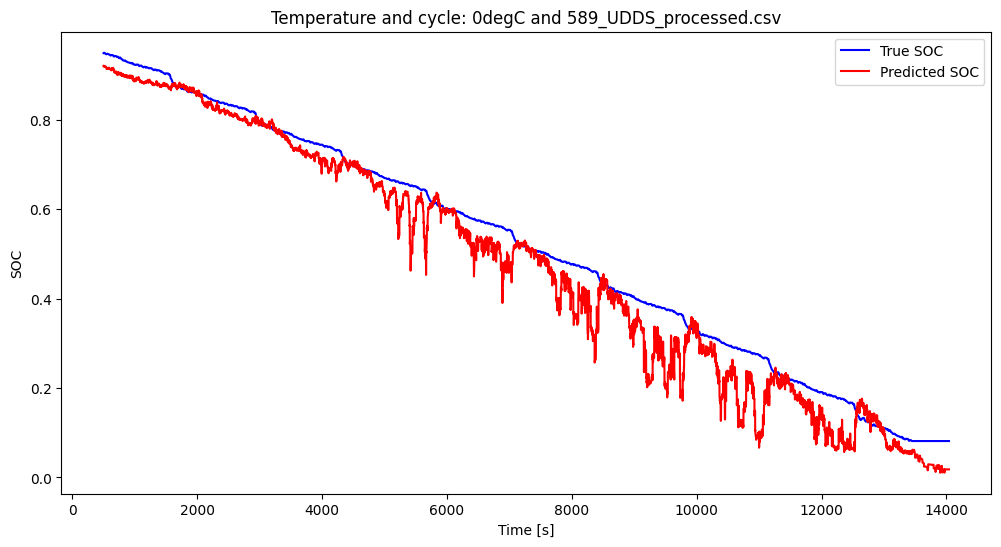 Temperature and cycle: 0degC and 589_UDDS_processed.csv
True SOC
Predicted SOC
0.8
0.6
0.4
0.2
0.0
SOC
0 2000 4000 6000 8000 10000 12000 14000
Time [s]